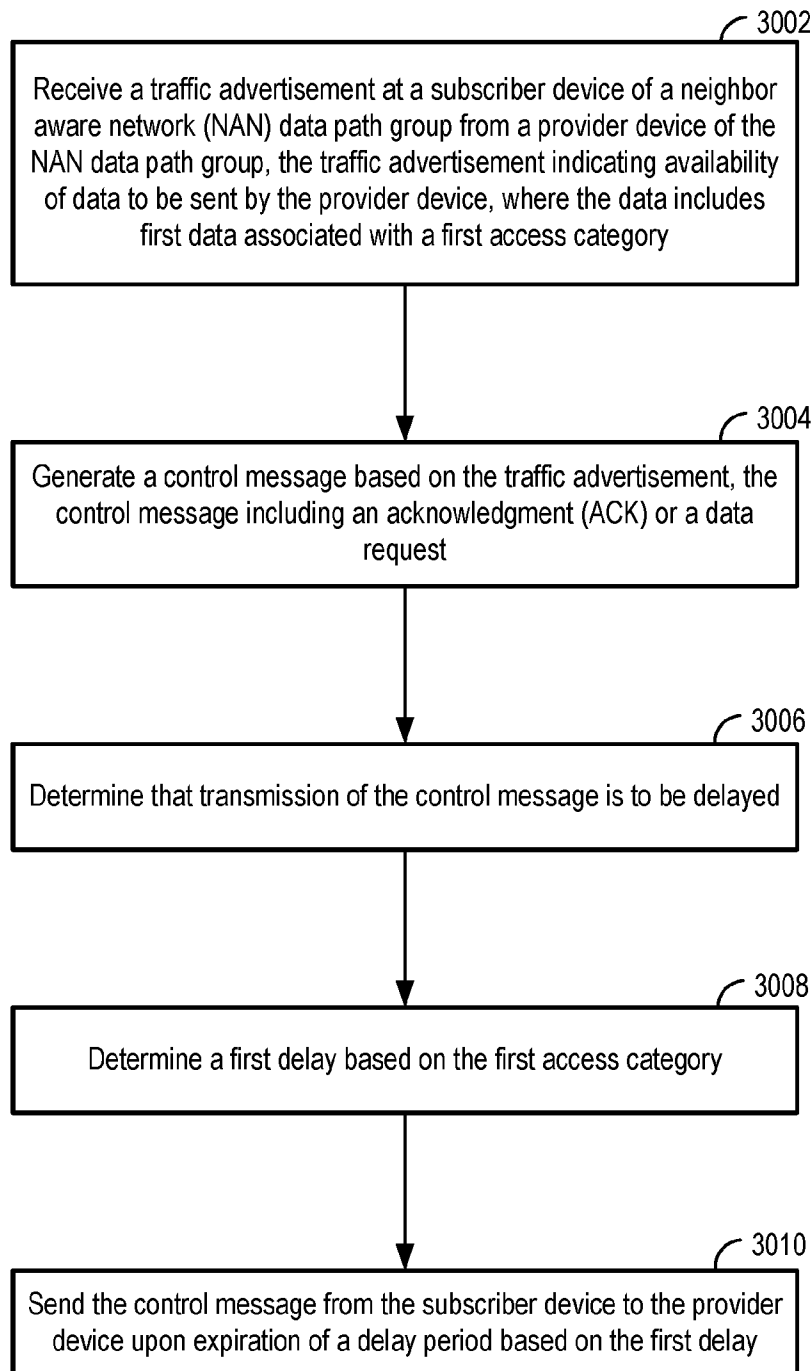 3002
Receive a traffic advertisement at a subscriber device of a neighbor
aware network (NAN) data path group from a provider device of the
NAN data path group, the traffic advertisement indicating availability
of data to be sent by the provider device, where the data includes
first data associated with a first access category
3004
Generate a control message based on the traffic advertisement, the
control message including an acknowledgment (ACK) or a data
request
3006
Determine that transmission of the control message is to be delayed
3008
Determine a first delay based on the first access category
3010
Send the control message from the subscriber device to the provider
device upon expiration of a delay period based on the first delay